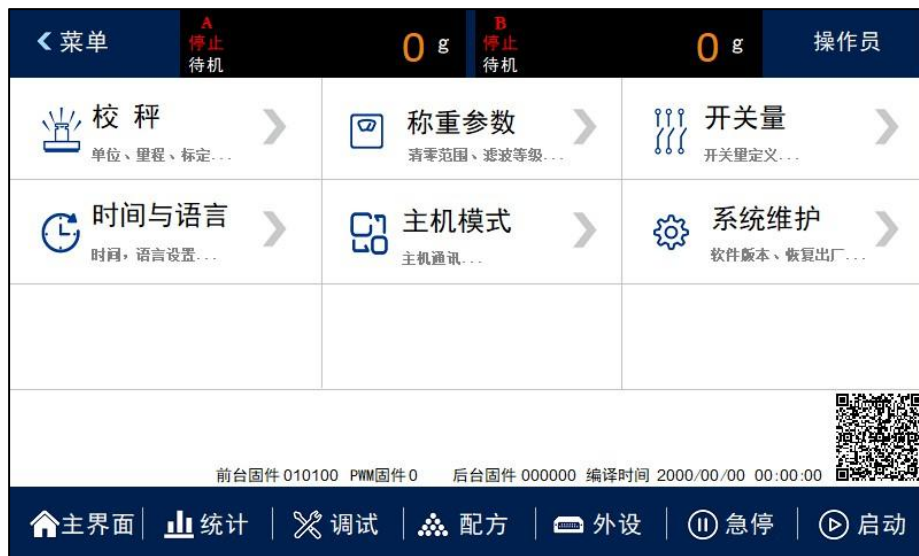 菜单
A
停止
待机
0 g
B
停止
待机
0 g
操作员
校 秤
单位、里程、标定...
称重参数
清零范围、滤波等级...
开关量
开关里定义...
时间与语言
时间，语言设置...
主机模式
主机通讯...
系统维护
软件版本、恢复出厂...
前台固件 010100 PWM固件 0 后台固件 000000 编译时间 2000/00/00 00:00:00
主界面 统计 调试 配方 外设 急停 启动